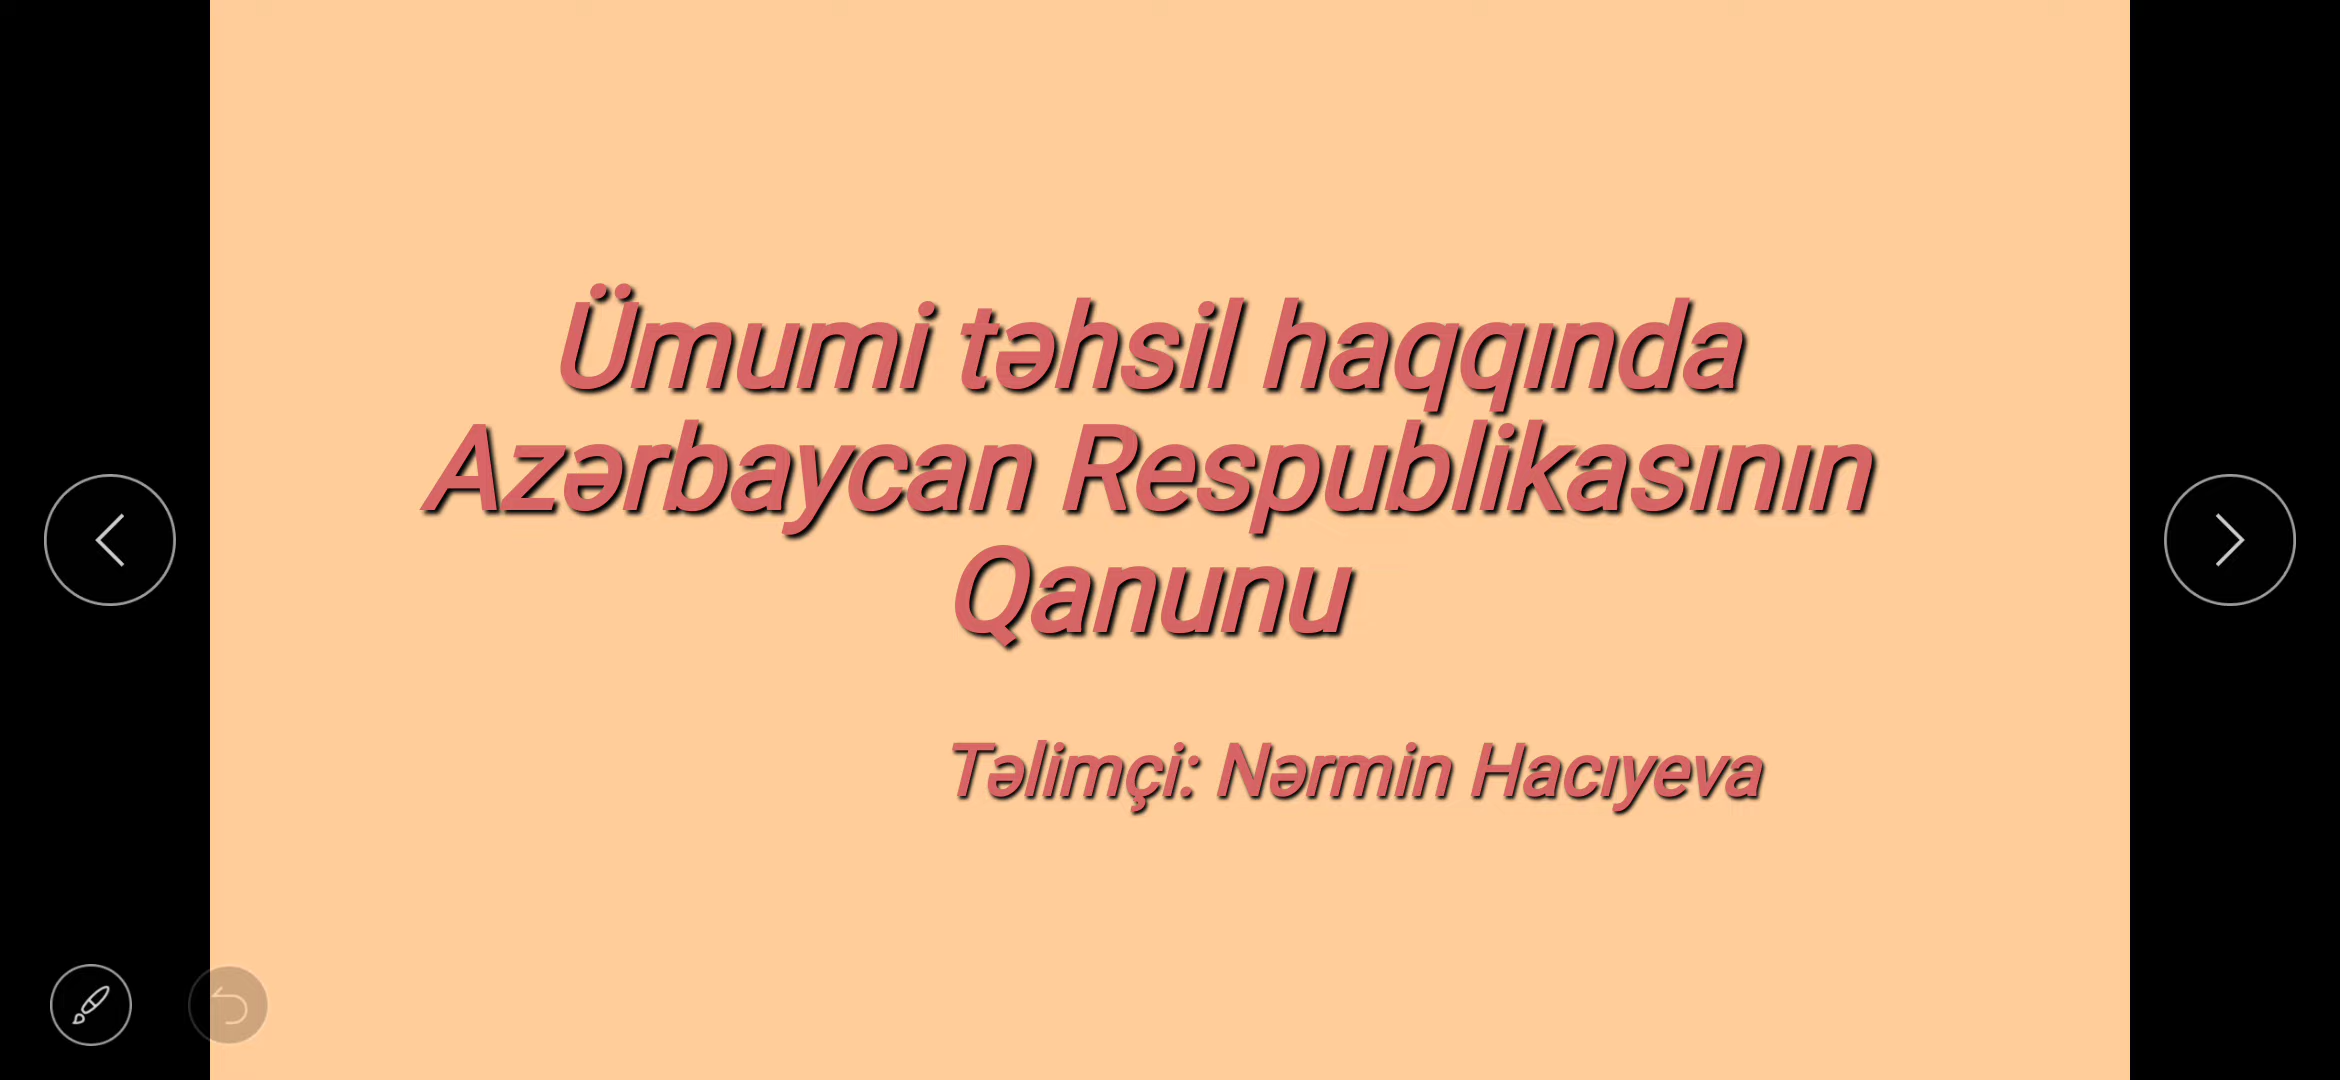 Ümumi təhsil haqqında
Azərbaycan Respublikasının
Qanunu
Təlimçi: Nərmin Hacıyeva